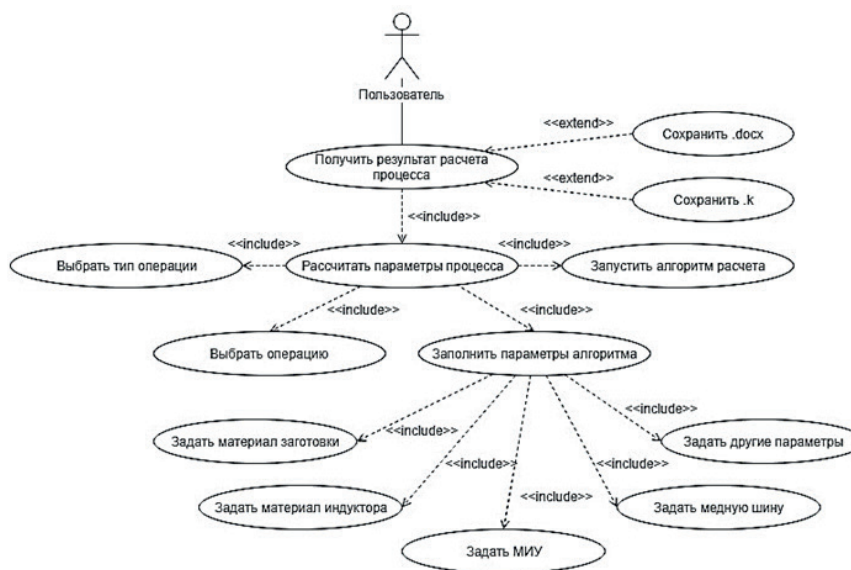 Пользователь
<<extend>>
Сохранить .docx
Получить результат расчета
процесса
<<extend>>
Сохранить .k
<<include>>
<<include>>
<<include>>
Выбрать тип операции
Рассчитать параметры процесса
Запустить алгоритм расчета
<<include>>
<<include>>
Выбрать операцию
Заполнить параметры алгоритма
<<include>>
<<include>>
Задать материал заготовки
Задать другие параметры
<<include>>
<<include>>
<<include>>
Задать материал индуктора
Задать медную шину
Задать МИУ